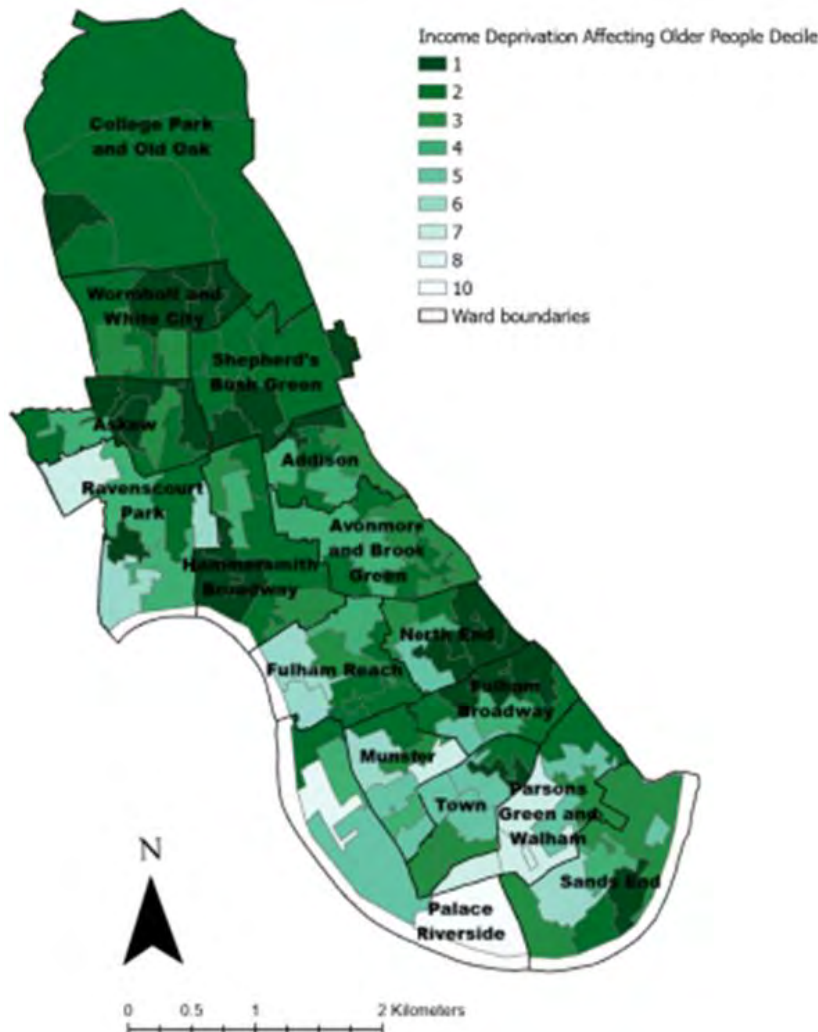 Income Deprivation Affecting Older People Decile
1
2
3
4
5
6
7
8
10
Ward boundaries
College Park
and Old Oak
Wormholt and
White City
Shepherd's
Bush Green
Askew
Addison
Ravenscourt
Park
Avonmore
and Brook
Green
Hammersmith
Broadway
North End
Fulham Reach
Fulham
Broadway
Munster
Town
Parsons
Green and
Walham
Sands End
Palace
Riverside
N
0 0.5 1 2 Kilometers